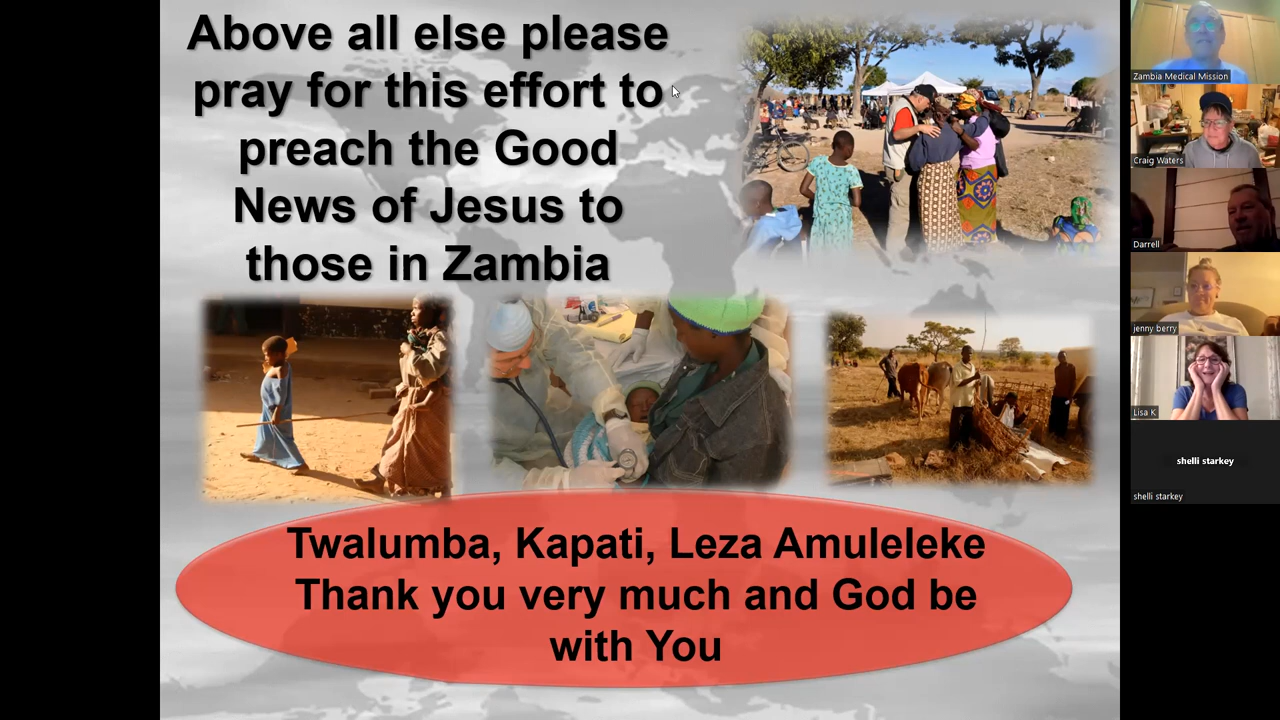 Above all else please
pray for this effort to
preach the Good
News of Jesus to
those in Zambia
Twalumba, Kapati, Leza Amuleleke
Thank you very much and God be
with You
Zambia Medical Mission
Craig Waters
Darrell
jenny berry
Lisa K
shelli starkey
shelli starkey